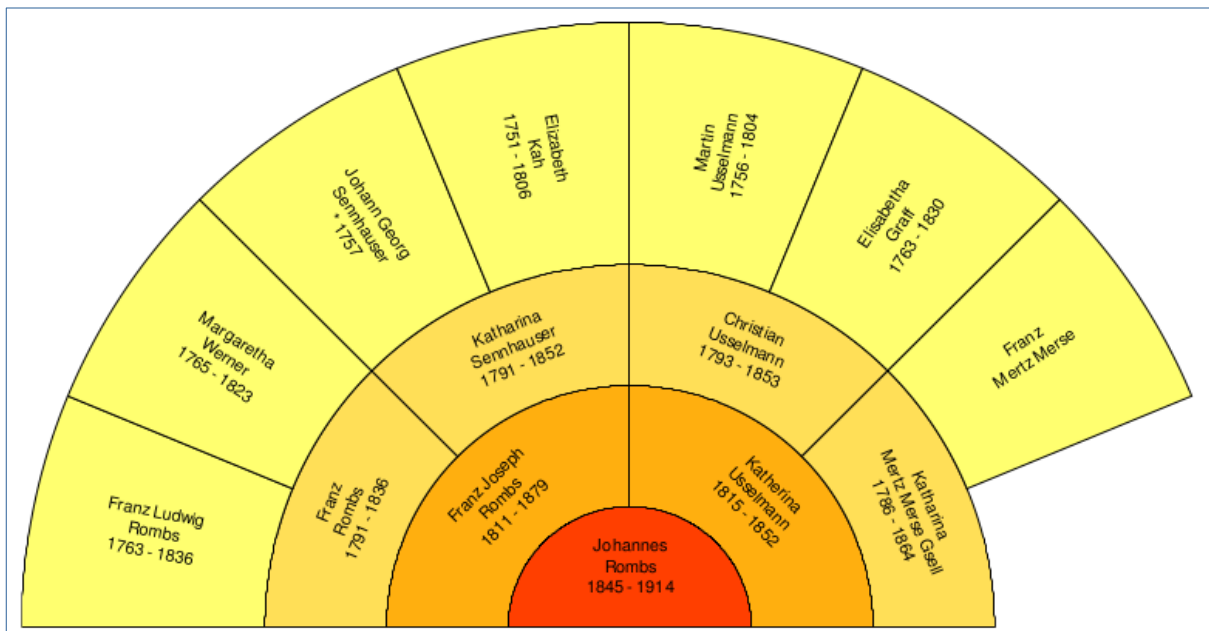 Elizabeth
Kah
1751 - 1806
Martin
Usselmann
1756 - 1804
Johann Georg
Sennhauser
* 1757
Elisabetha
Graff
1763 - 1830
Margaretha
Werner
1765 - 1823
Katharina
Sennhauser
1791 - 1852
Christian
Usselmann
1793 - 1853
Franz
Mertz Merse
Franz Ludwig
Rombs
1763 - 1836
Franz
Rombs
1791 - 1836
Franz Joseph
Rombs
1811 - 1879
Katherina
Usselmann
1815 - 1852
Katharina
Mertz Merse Gsell
1786 - 1864
Johannes
Rombs
1845 - 1914